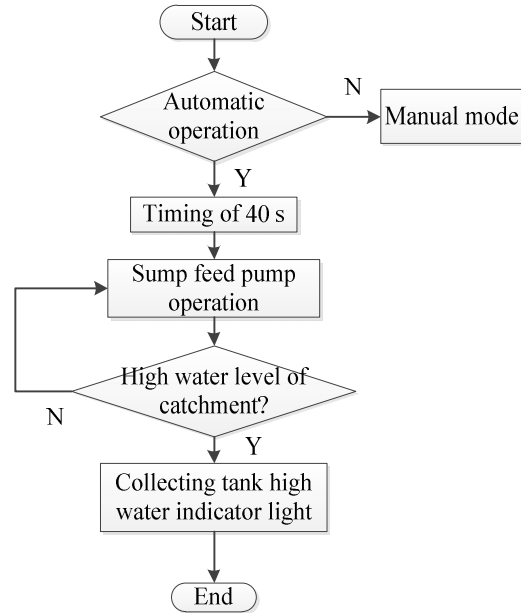 Start
Automatic
operation
N
Manual mode
Y
Timing of 40 s
Sump feed pump
operation
High water level of
catchment?
N
Y
Collecting tank high
water indicator light
End